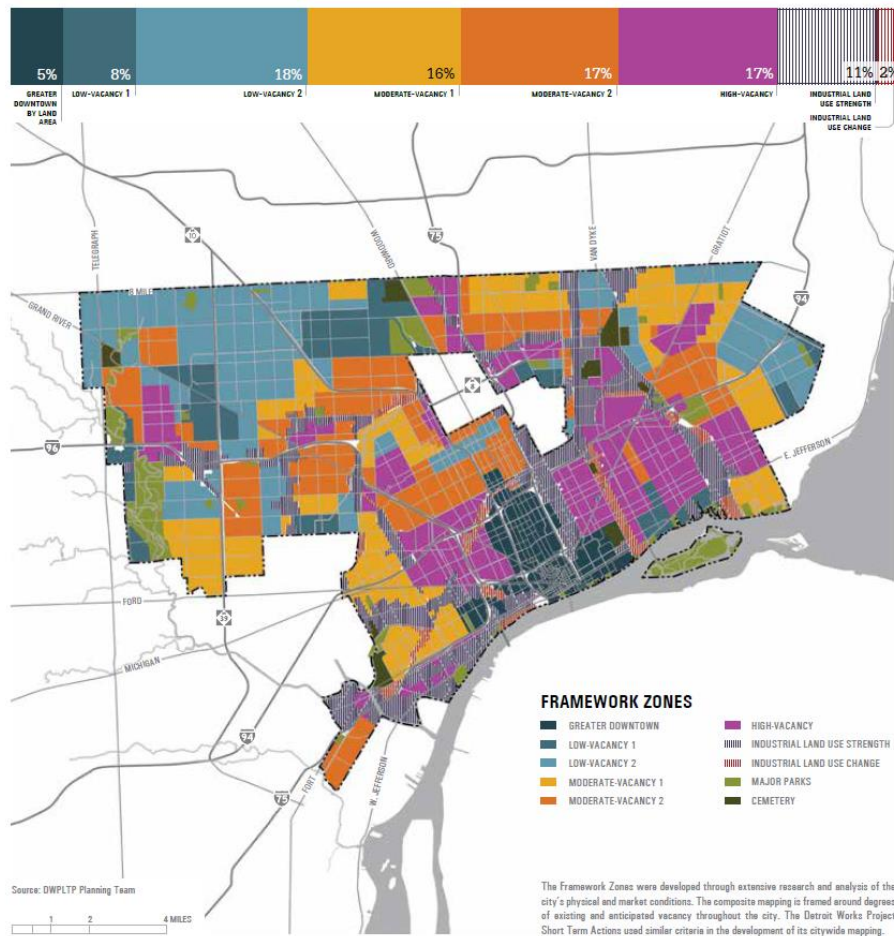 5%
8%
18%
16%
17%
17%
11%
2%
GREATER
DOWNTOWN
BY LAND
AREA
LOW-VACANCY 1
LOW-VACANCY 2
MODERATE-VACANCY 1
MODERATE-VACANCY 2
HIGH-VACANCY
INDUSTRIAL LAND
USE STRENGTH
INDUSTRIAL LAND
USE CHANGE
TELEGRAPH
10
WOODWARD
75
VAN DYKE
GRATIOT
94
8 MILE
GRAND RIVER
8
96
E. JEFFERSON
FORD
39
MICHIGAN
94
75
FORT
W. JEFFERSON
FRAMEWORK ZONES
GREATER DOWNTOWN
LOW-VACANCY 1
LOW-VACANCY 2
MODERATE-VACANCY 1
MODERATE-VACANCY 2
HIGH-VACANCY
INDUSTRIAL LAND USE STRENGTH
INDUSTRIAL LAND USE CHANGE
MAJOR PARKS
CEMETERY
Source: DWPLTP Planning Team
1 2 4 MILES
The Framework Zones were developed through extensive research and analysis of the
city's physical and market conditions. The composite mapping is framed around degrees
of existing and anticipated vacancy throughout the city. The Detroit Works Project
Short Term Actions used similar criteria in the development of its citywide mapping.